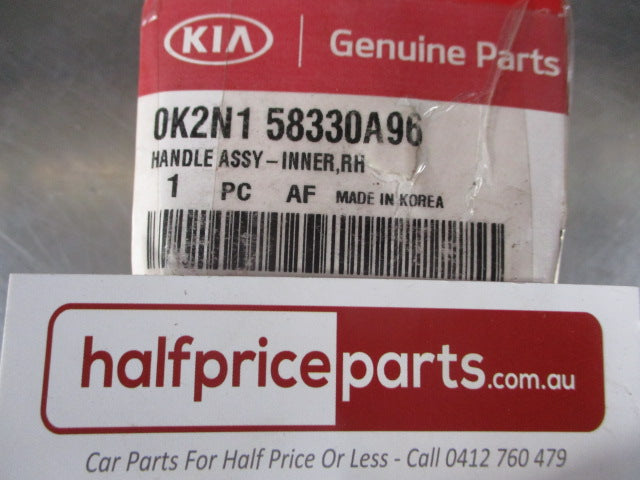 KIA Genuine Parts
0K2N1 58330A96
HANDLE ASSY-INNER,RH
1 PC AF MADE IN KOREA
halfpriceparts.com.au
Car Parts For Half Price Or Less - Call 0412 760 479